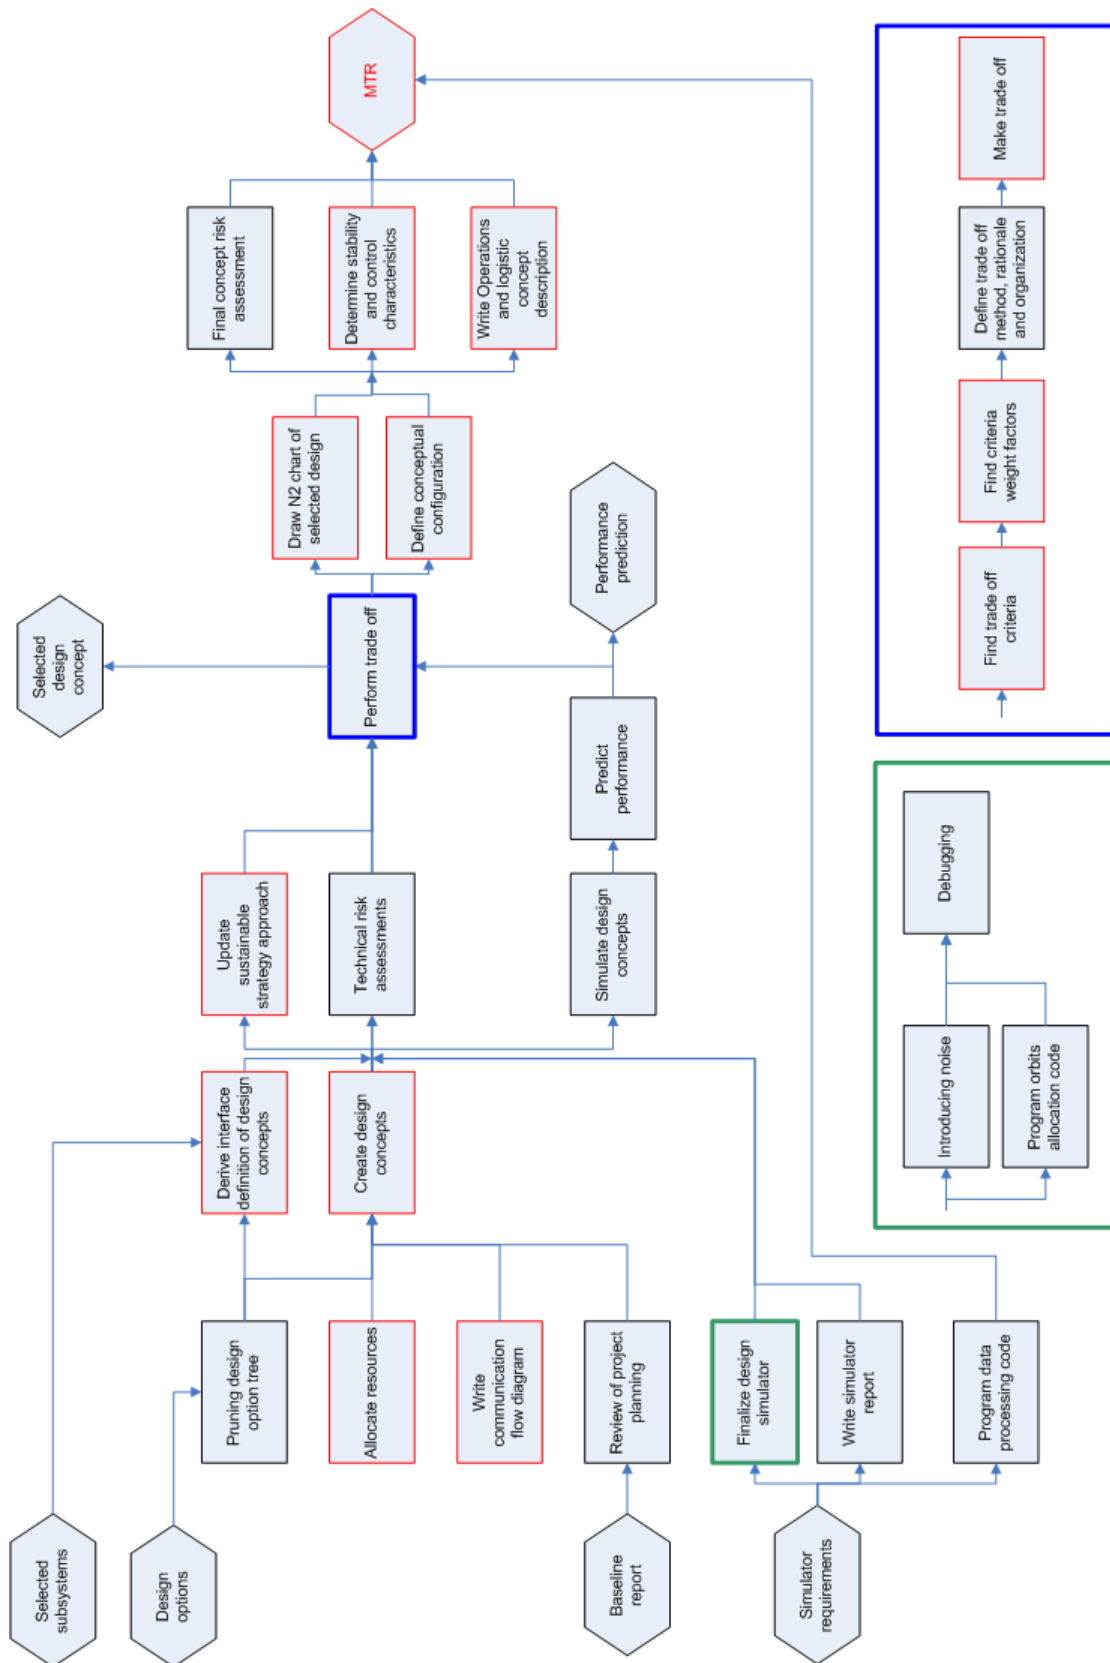 Selected
subsystems
Design
options
Baseline
report
Simulator
requirements
Pruning design
option tree
Allocate resources
Write
communication
flow diagram
Review of project
planning
Finalize design
simulator
Write simulator
report
Program data
processing code
Derive interface
definition of design
concepts
Create design
concepts
Update
sustainable
strategy approach
Technical risk
assessments
Simulate design
concepts
Predict
performance
Selected
design
concept
Perform trade off
Performance
prediction
Draw N2 chart of
selected design
Define conceptual
configuration
Final concept risk
assessment
Determine stability
and control
characteristics
Write Operations
and logistic
concept
description
MTR
Introducing noise
Program orbits
allocation code
Debugging
Find trade off
criteria
Find criteria
weight factors
Define trade off
method, rationale
and organization
Make trade off